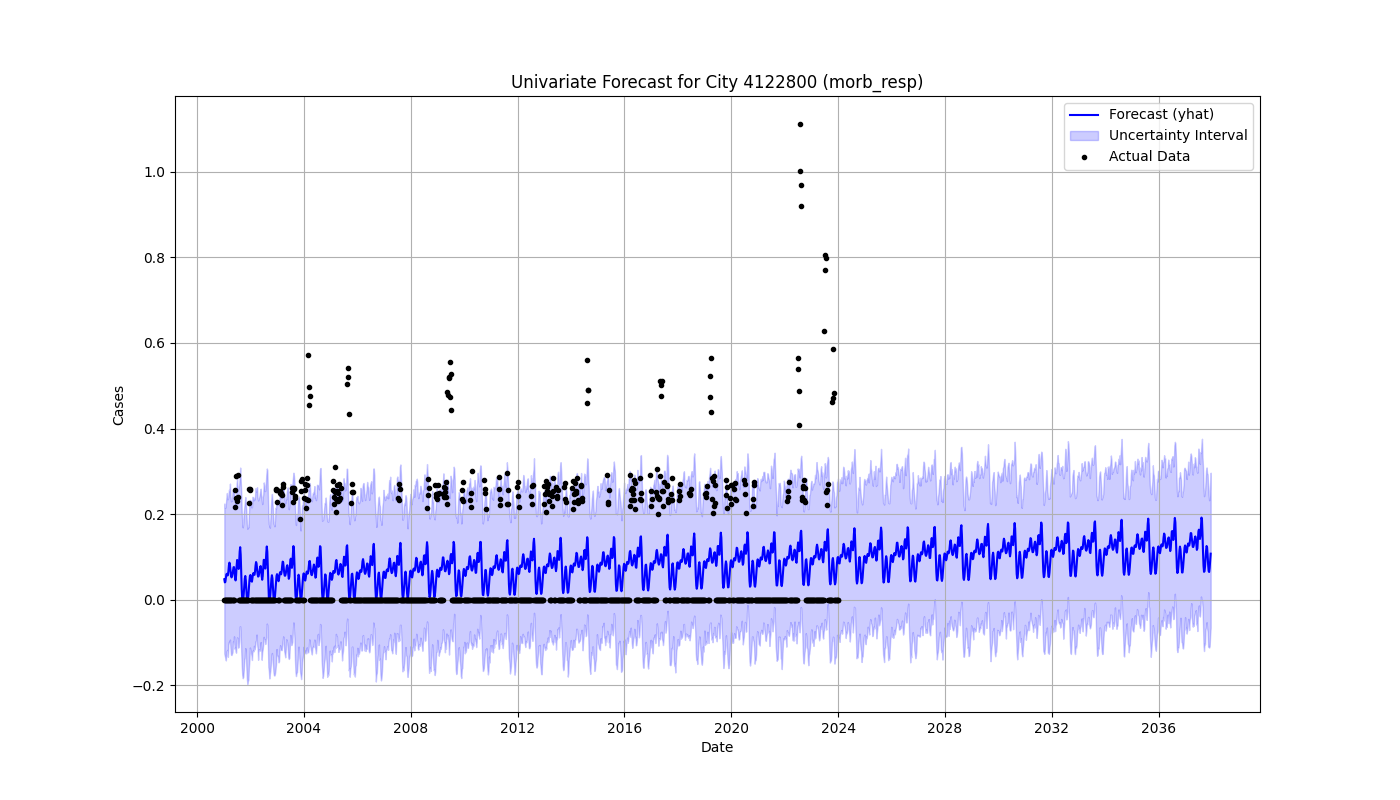 Univariate Forecast for City 4122800 (morb_resp)
Forecast (yhat)
Uncertainty Interval
Actual Data
Cases
1.0
0.8
0.6
0.4
0.2
0.0
−0.2
2000 2004 2008 2012 2016 2020 2024 2028 2032 2036
Date